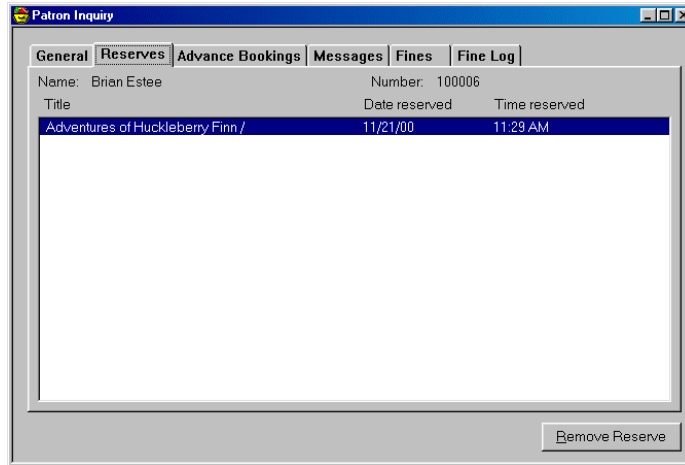 Patron Inquiry
General Reserves Advance Bookings Messages Fines Fine Log
Name: Brian Estee Number: 100006
Title Date reserved Time reserved
Adventures of Huckleberry Finn / 11/21/00 11:29 AM
Remove Reserve